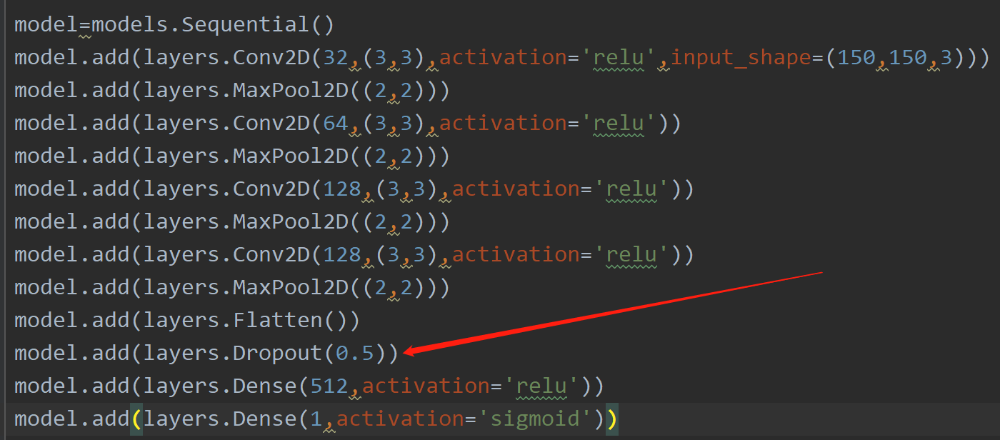 model=models.Sequential()
model.add(layers.Conv2D(32,(3,3),activation='relu',input_shape=(150,150,3)))
model.add(layers.MaxPool2D((2,2)))
model.add(layers.Conv2D(64,(3,3),activation='relu'))
model.add(layers.MaxPool2D((2,2)))
model.add(layers.Conv2D(128,(3,3),activation='relu'))
model.add(layers.MaxPool2D((2,2)))
model.add(layers.Conv2D(128,(3,3),activation='relu'))
model.add(layers.MaxPool2D((2,2)))
model.add(layers.Flatten())
model.add(layers.Dropout(0.5))
model.add(layers.Dense(512,activation='relu'))
model.add(layers.Dense(1,activation='sigmoid'))